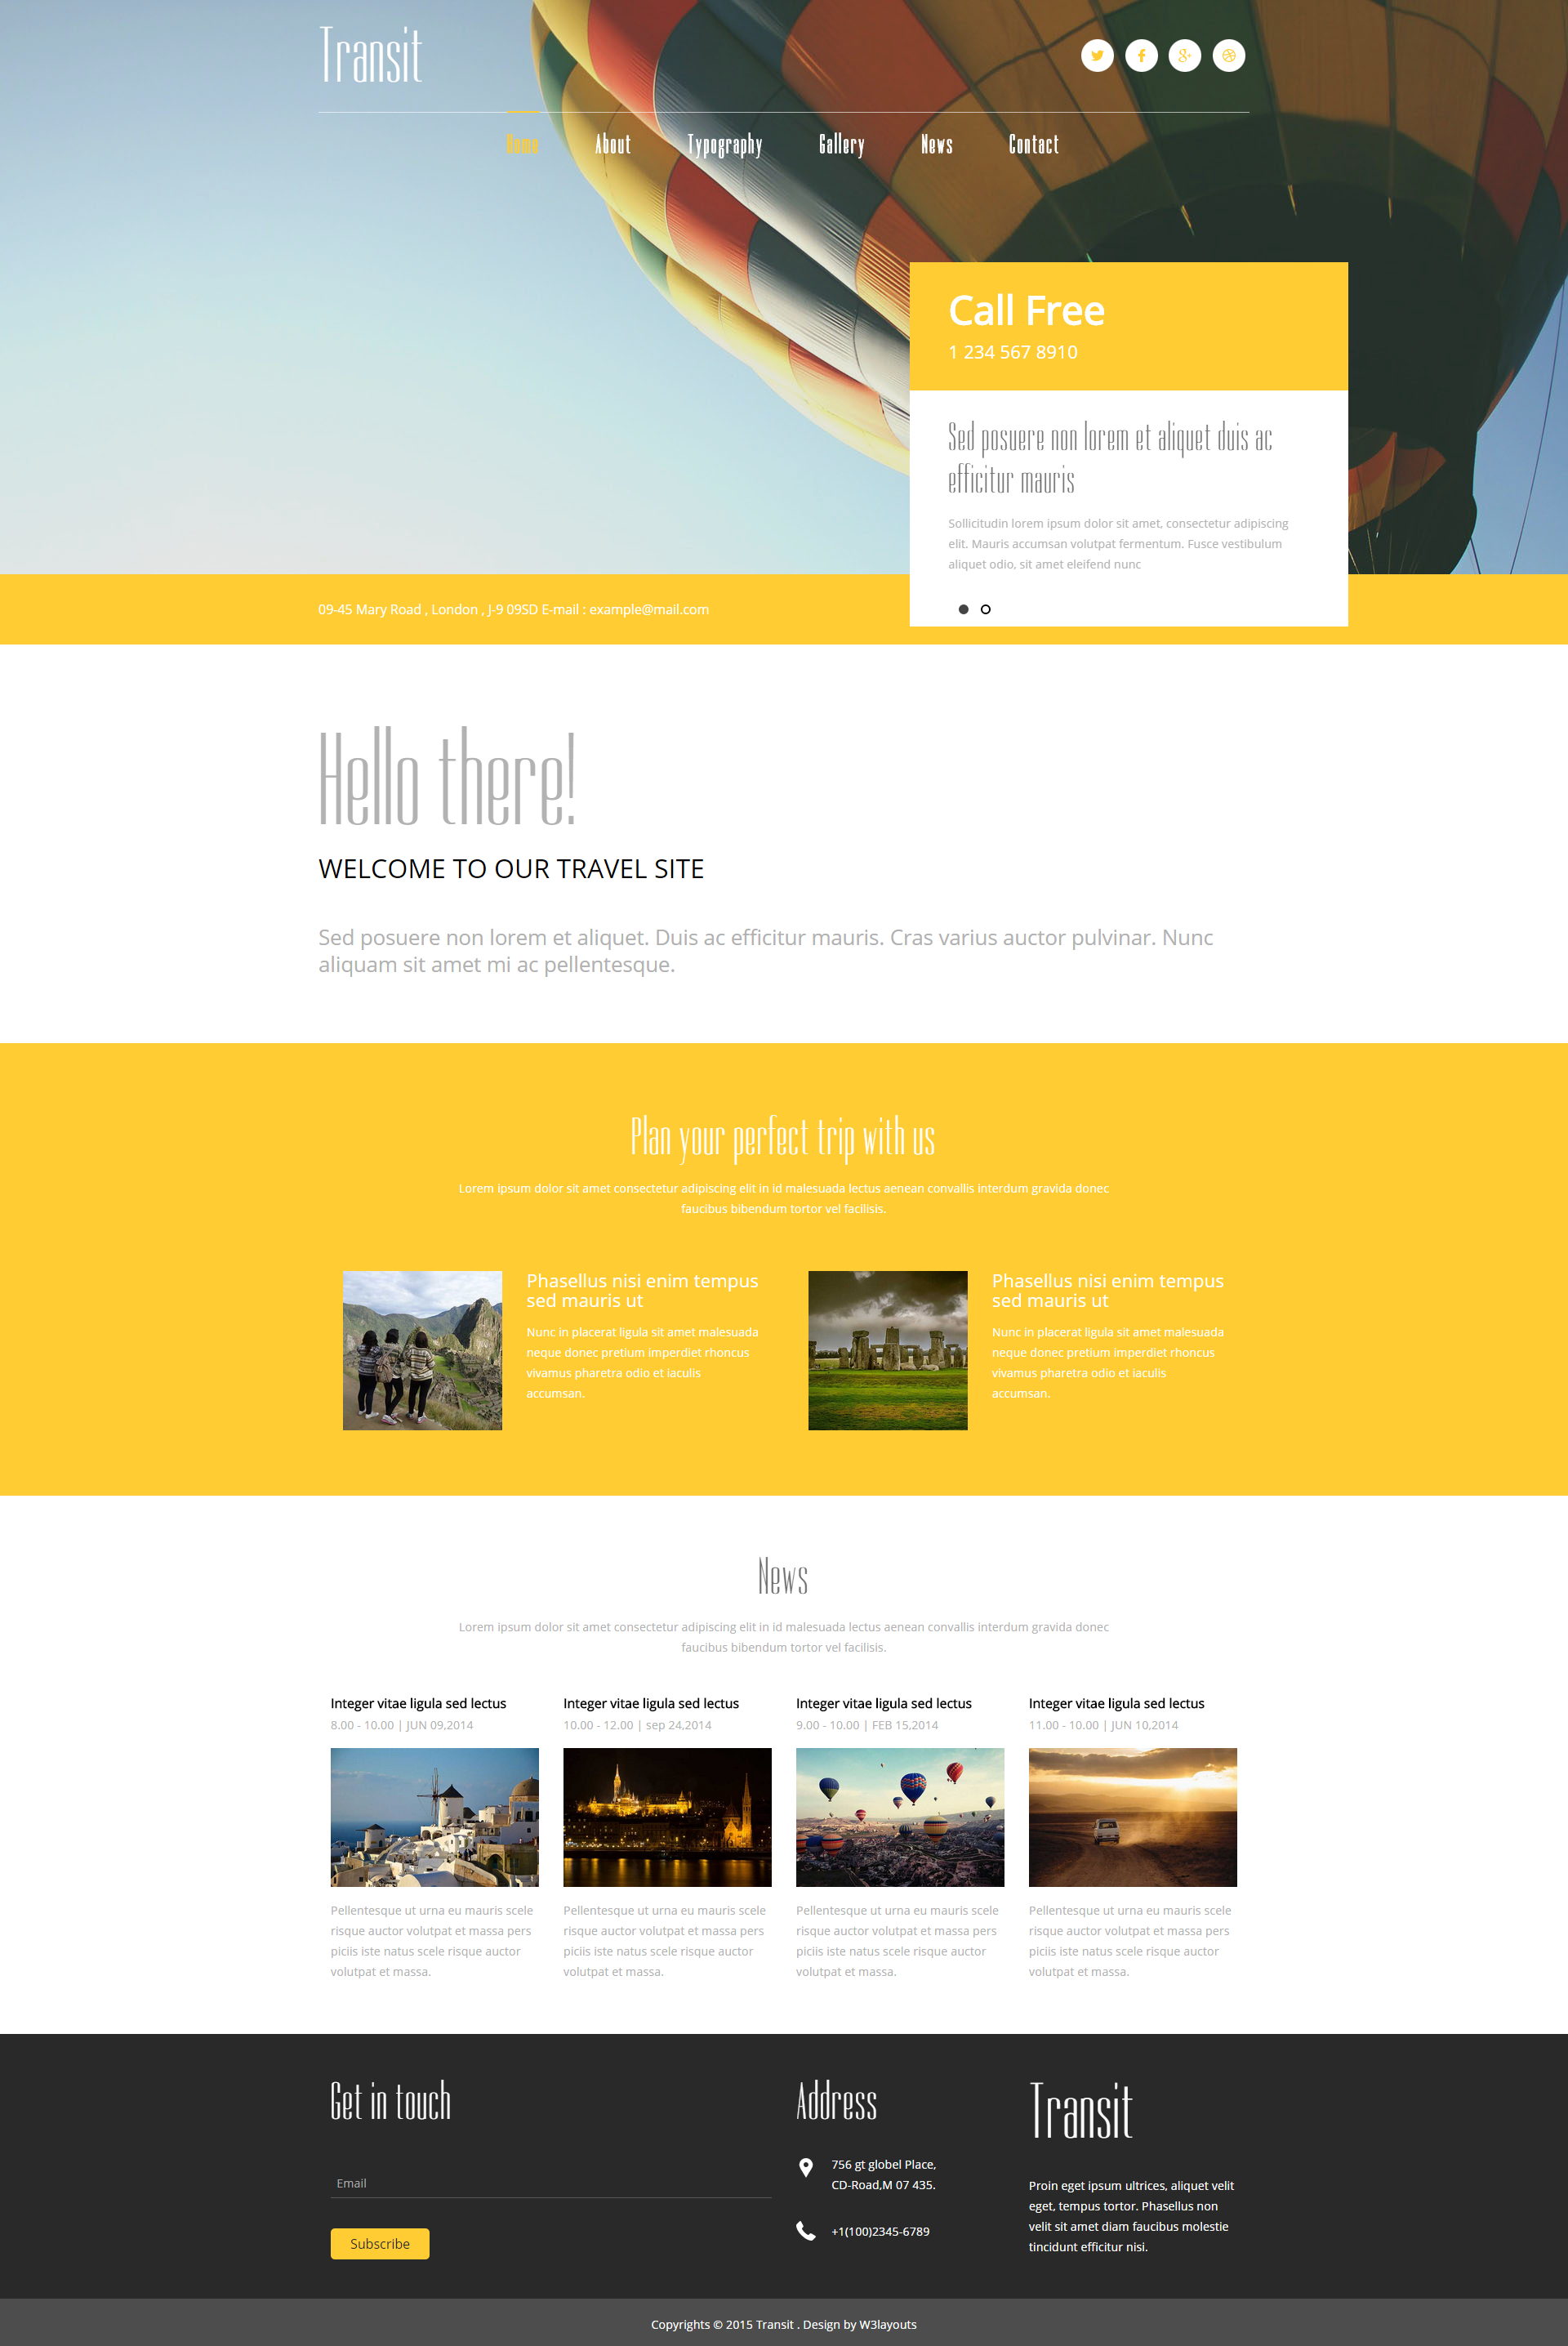 Transit
Home About Typography Gallery News Contact
Call Free
1 234 567 8910
Sed posuere non lorem et aliquet duis ac
efficitur mauris
Sollicitudin lorem ipsum dolor sit amet, consectetur adipiscing
elit. Mauris accumsan volutpat fermentum. Fusce vestibulum
aliquet odio, sit amet eleifend nunc
09-45 Mary Road , London , J-9 09SD E-mail : example@mail.com
Hello there!
WELCOME TO OUR TRAVEL SITE
Sed posuere non lorem et aliquet. Duis ac efficitur mauris. Cras varius auctor pulvinar. Nunc
aliquam sit amet mi ac pellentesque.
Plan your perfect trip with us
Lorem ipsum dolor sit amet consectetur adipiscing elit in id malesuada lectus aenean convallis interdum gravida donec
faucibus bibendum tortor vel facilisis.
Phasellus nisi enim tempus
sed mauris ut
Nunc in placerat ligula sit amet malesuada
neque donec pretium imperdiet rhoncus
vivamus pharetra odio et iaculis
accumsan.
Phasellus nisi enim tempus
sed mauris ut
Nunc in placerat ligula sit amet malesuada
neque donec pretium imperdiet rhoncus
vivamus pharetra odio et iaculis
accumsan.
News
Lorem ipsum dolor sit amet consectetur adipiscing elit in id malesuada lectus aenean convallis interdum gravida donec
faucibus bibendum tortor vel facilisis.
Integer vitae ligula sed lectus
8.00 - 10.00 | JUN 09,2014
Pellentesque ut urna eu mauris scele
risque auctor volutpat et massa pers
piciis iste natus scele risque auctor
volutpat et massa.
Integer vitae ligula sed lectus
10.00 - 12.00 | sep 24,2014
Pellentesque ut urna eu mauris scele
risque auctor volutpat et massa pers
piciis iste natus scele risque auctor
volutpat et massa.
Integer vitae ligula sed lectus
9.00 - 10.00 | FEB 15,2014
Pellentesque ut urna eu mauris scele
risque auctor volutpat et massa pers
piciis iste natus scele risque auctor
volutpat et massa.
Integer vitae ligula sed lectus
11.00 - 10.00 | JUN 10,2014
Pellentesque ut urna eu mauris scele
risque auctor volutpat et massa pers
piciis iste natus scele risque auctor
volutpat et massa.
Get in touch
Email
Subscribe
Address
756 gt globel Place,
CD-Road,M 07 435.
+1(100)2345-6789
Transit
Proin eget ipsum ultrices, aliquet velit
eget, tempus tortor. Phasellus non
velit sit amet diam faucibus molestie
tincidunt efficitur nisi.
Copyrights © 2015 Transit . Design by W3layouts